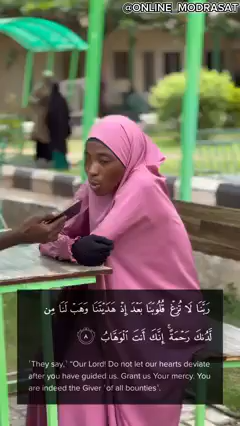 @ONLINE_MODRASAT
رَبَّنَا لَا تُزِغْ قُلُوبَنَا بَعْدَ إِذْ هَدَيْتَنَا وَهَبْ لَنَا مِن
لَّدُنكَ رَحْمَةً ۚ إِنَّكَ أَنتَ ٱلْوَهَّابُ ٨
˹They say,˺ “Our Lord! Do not let our hearts deviate
after you have guided us. Grant us Your mercy. You
are indeed the Giver ˹of all bounties˺.